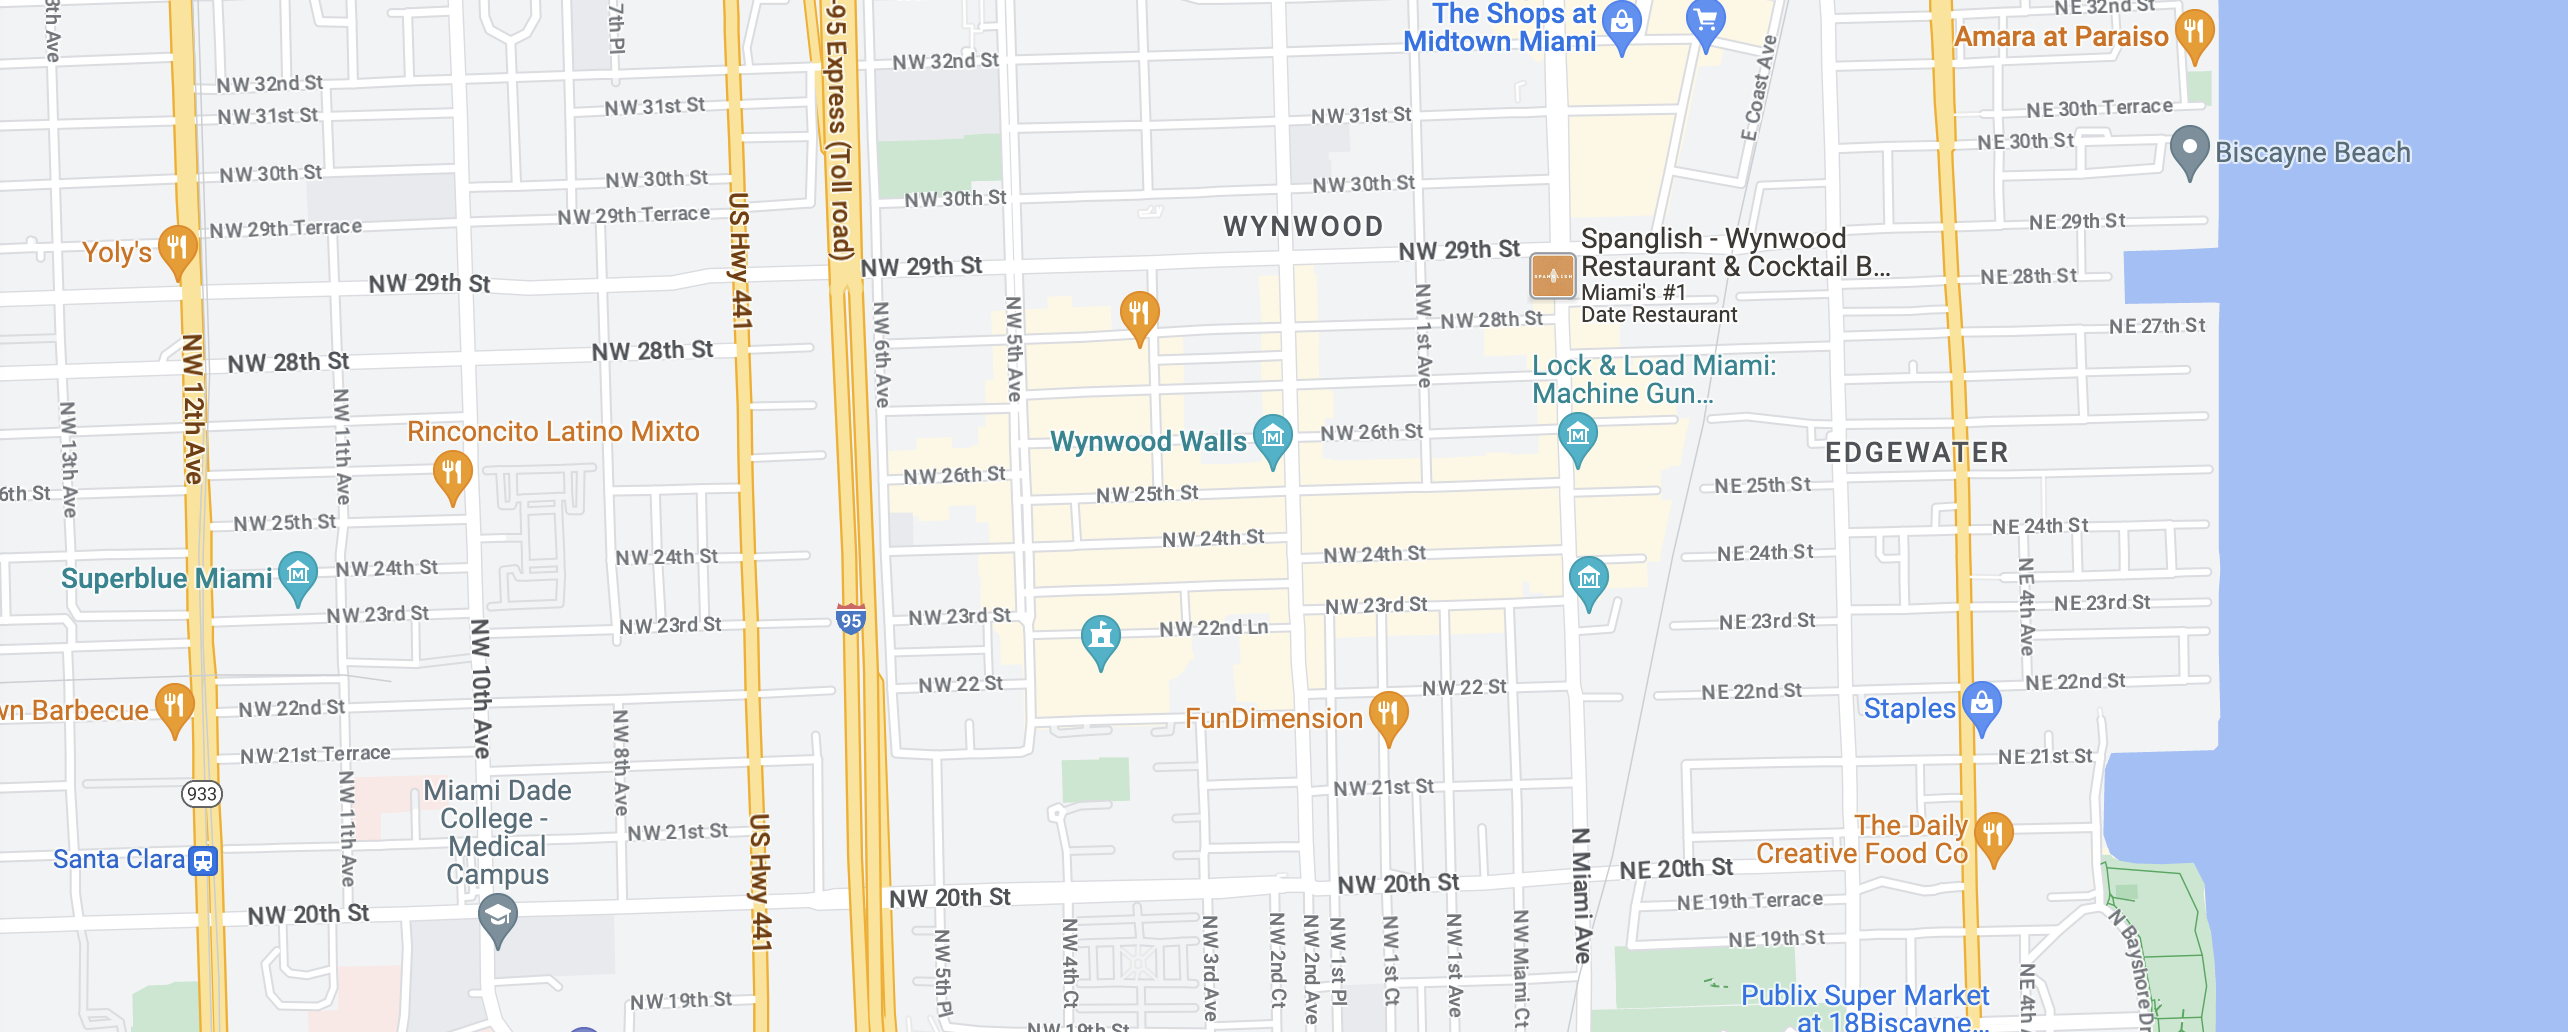 8th Ave
7th Pl
-95 Express (Toll road)
The Shops at
Midtown Miami
NE 32nd St
Amara at Paraiso
NW 32nd St
NW 32nd St
NW 31st St
NW 31st St
NW 31st St
E Coast Ave
NE 30th Terrace
NE 30th St
Biscayne Beach
NW 30th St
NW 30th St
NW 30th St
NW 30th St
NW 29th Terrace
NW 29th Terrace
US Hwy 441
WYNWOOD
NE 29th St
Yoly's
NW 29th St
NW 29th St
NW 29th St
Spanglish - Wynwood
Restaurant & Cocktail B...
Miami's #1
Date Restaurant
SPANGLISH
NE 28th St
NW 6th Ave
NW 5th Ave
NW 1st Ave
NW 28th St
NE 27th St
NW 12th Ave
NW 28th St
NW 28th St
Lock & Load Miami:
Machine Gun...
NW 13th Ave
NW 11th Ave
Rinconcito Latino Mixto
Wynwood Walls
NW 26th St
EDGEWATER
6th St
NW 26th St
NW 25th St
NE 25th St
NW 25th St
NW 24th St
NE 24th St
NW 24th St
NW 24th St
NE 24th St
Superblue Miami
NW 24th St
NE 4th Ave
NW 23rd St
NW 23rd St
95
NW 23rd St
NW 22nd Ln
NW 23rd St
NE 23rd St
NE 23rd St
NW 10th Ave
NW 22 St
NW 22 St
NE 22nd St
NE 22nd St
wn Barbecue
NW 22nd St
NW 8th Ave
FunDimension
Staples
NW 21st Terrace
NE 21st St
NW 11th Ave
933
Miami Dade
College -
Medical
Campus
NW 21st St
NW 21st St
US Hwy 441
N Miami Ave
The Daily
Creative Food Co
Santa Clara
NE 20th St
NW 20th St
NW 20th St
NW 20th St
NE 19th Terrace
NE 19th St
NW 5th Pl
NW 4th Ct
NW 3rd Ave
NW 2nd Ct
NW 2nd Ave
NW 1st Pl
NW 1st Ct
NW 1st Ave
NW Miami Ct
N Bayshore Dr
NE 4th A
NW 19th St
NW 19th St
Publix Super Market
at 18Biscayne...